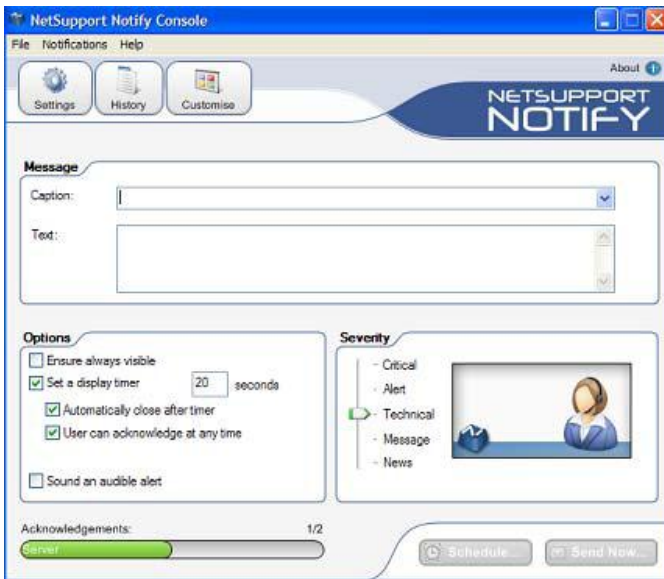 NetSupport Notify Console
File Notifications Help
Settings History Customise
About
NETSUPPORT
NOTIFY
Message
Caption:
Text:
Options
Ensure always visible
Set a display timer 20 seconds
Automatically close after timer
User can acknowledge at any time
Sound an audible alert
Severity
Critical
Alert
Technical
Message
News
Acknowledgements: 1/2
Server
Schedule...
Send Now...